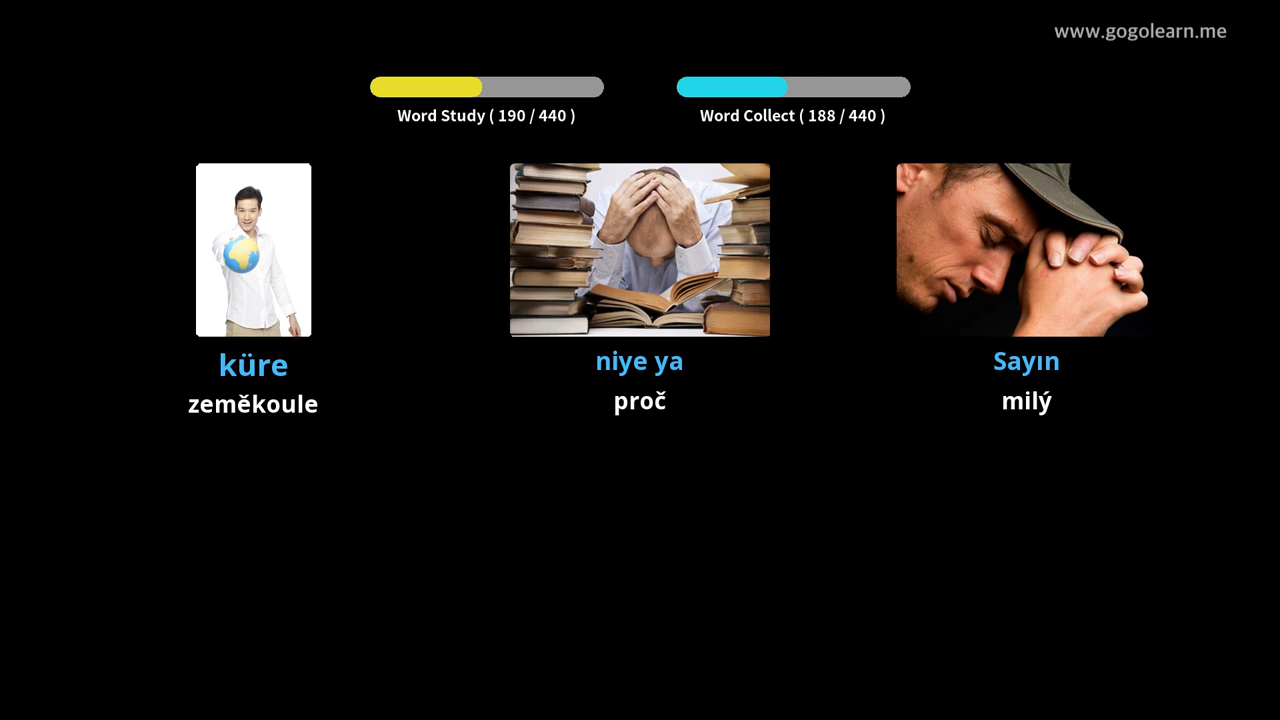 www.gogolearn.me
Word Study ( 190 / 440 )
Word Collect ( 188 / 440 )
küre
zeměkoule
niye ya
proč
Sayın
milý